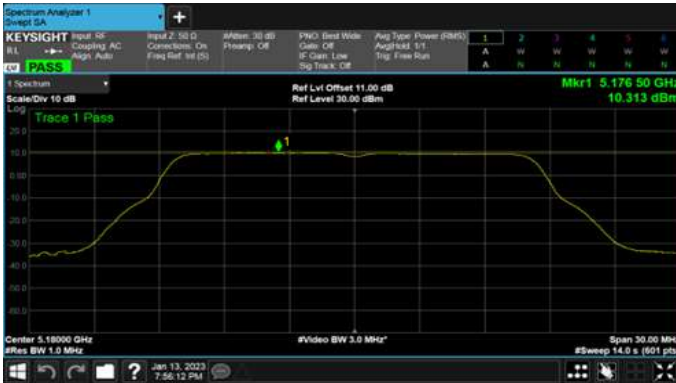 Spectrum Analyzer 1
Swept SA
+
KEYSIGHT Input: RF Input Z: 50 Ω #Atten: 30 dB PNO: Best Wide Avg Type: Power (RMS) 1 2 3 4 5 6
RL Coupling: AC Corrections: On Preamp: Off Gate: Off Avg|Hold: 1/1 A W W W W W
Align: Auto Freq Ref: Int (S) IF Gain: Low Trig: Free Run
PASS Sig Track: Off A N N N N N
1 Spectrum
Ref Lvl Offset 11.00 dB Mkr1 5.176 50 GHz
Scale/Div 10 dB Ref Level 30.00 dBm 10.313 dBm
Log
Trace 1 Pass
20.0
1
10.0
0.00
-10.0
-20.0
-30.0
-40.0
-50.0
-60.0
Center 5.18000 GHz #Video BW 3.0 MHz* Span 30.00 MHz
#Res BW 1.0 MHz #Sweep 14.0 s (601 pts
? Jan 13, 2023
7:56:12 PM